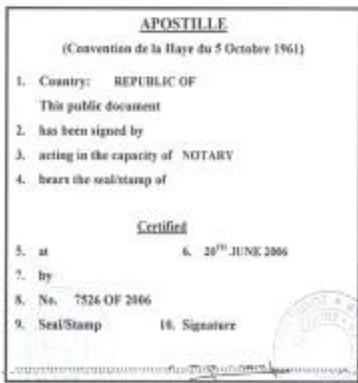 APOSTILLE
(Convention de la Haye du 5 Octobre 1961)
1. Country: REPUBLIC OF
This public document
2. has been signed by
3. acting in the capacity of NOTARY
4. bears the seal/stamp of
Certified
5. at 6. 20TH JUNE 2006
7. by
8. No. 7526 OF 2006
9. Seal/Stamp 10. Signature